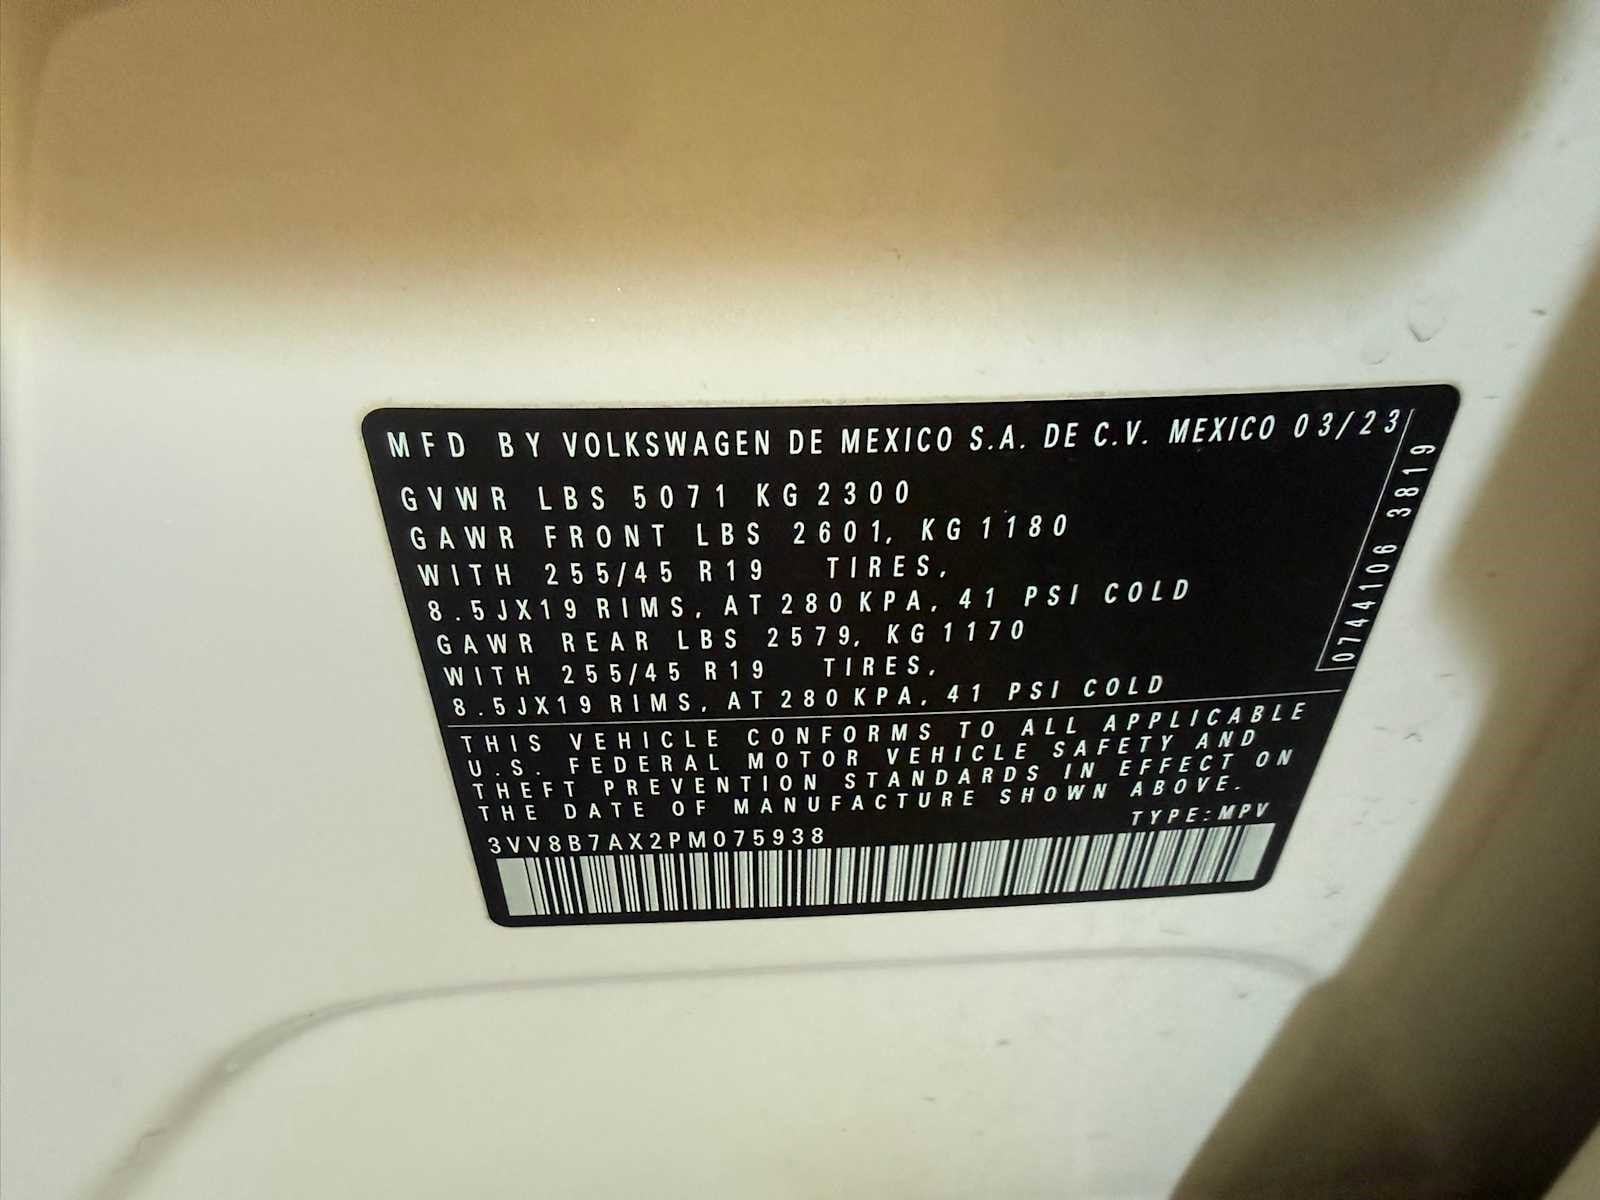 MFD BY VOLKSWAGEN DE MEXICO S.A. DE C.V. MEXICO 03/23
GVWR LBS 5071 KG 2300
GAWR FRONT LBS 2601, KG 1180
WITH 255/45 R19 TIRES,
8.5JX19 RIMS, AT 280 KPA, 41 PSI COLD
GAWR REAR LBS 2579, KG 1170
WITH 255/45 R19 TIRES,
8.5JX19 RIMS, AT 280 KPA, 41 PSI COLD
0744106 3819
THIS VEHICLE CONFORMS TO ALL APPLICABLE
U.S. FEDERAL MOTOR VEHICLE SAFETY AND
THEFT PREVENTION STANDARDS IN EFFECT ON
THE DATE OF MANUFACTURE SHOWN ABOVE.
TYPE: MPV
3VV8B7AX2PM075938